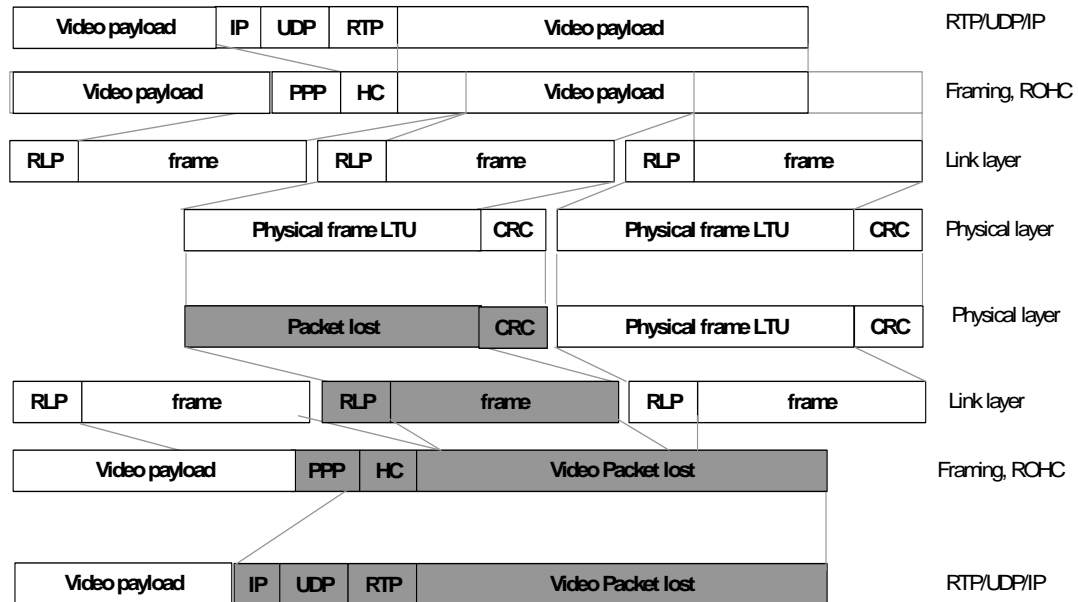 Video payload IP UDP RTP Video payload RTP/UDP/IP
Video payload PPP HC Video payload Framing, ROHC
RLP frame RLP frame RLP frame Link layer
Physical frame LTU CRC Physical frame LTU CRC Physical layer
Packet lost CRC Physical frame LTU CRC Physical layer
RLP frame RLP frame RLP frame Link layer
Video payload PPP HC Video Packet lost Framing, ROHC
Video payload IP UDP RTP Video Packet lost RTP/UDP/IP